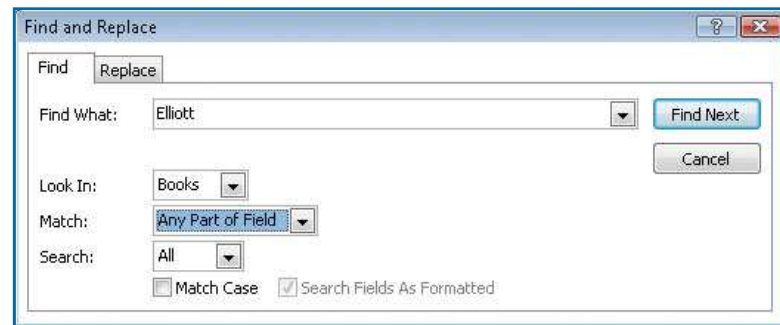 Find and Replace
Find Replace
Find What: Elliott Find Next
Cancel
Look In: Books
Match: Any Part of Field
Search: All
Match Case Search Fields As Formatted